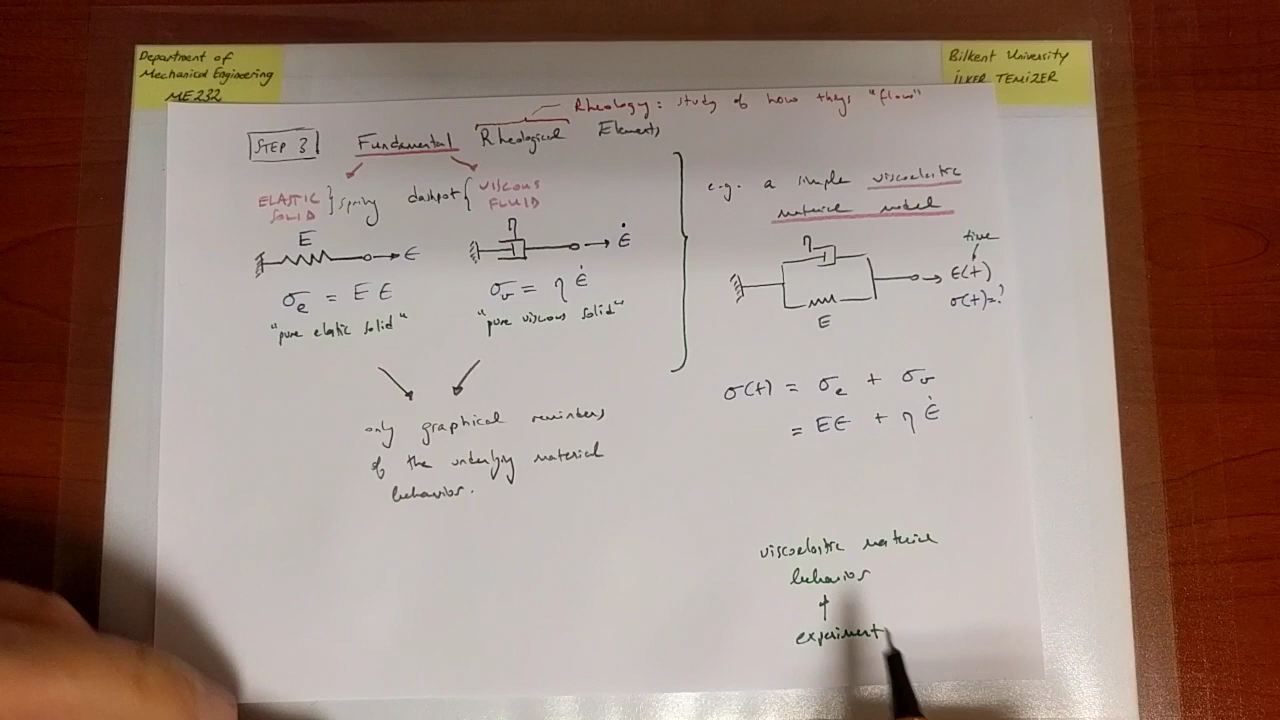 Department of
Mechanical Engineering
ME232
Bilkent University
İLKER TEMİZER
Rheology: study of how thgs "flow"
STEP 3
Fundamental Rheological Elements
ELASTIC
SOLID
spring
dashpot
VISCOUS
FLUID
E
ϵ
σe = E ϵ
"pure elastic solid"
η
ϵ̇
σv = η ϵ̇
"pure viscous solid"
only graphical reminders
of the underlying material
behavior.
e.g. a simple viscoelastic
material model
time
η
E
ϵ(t)
σ(t)=?
σ(t) = σe + σv
= Eϵ + η ϵ̇
viscoelastic material
behavior
experiment